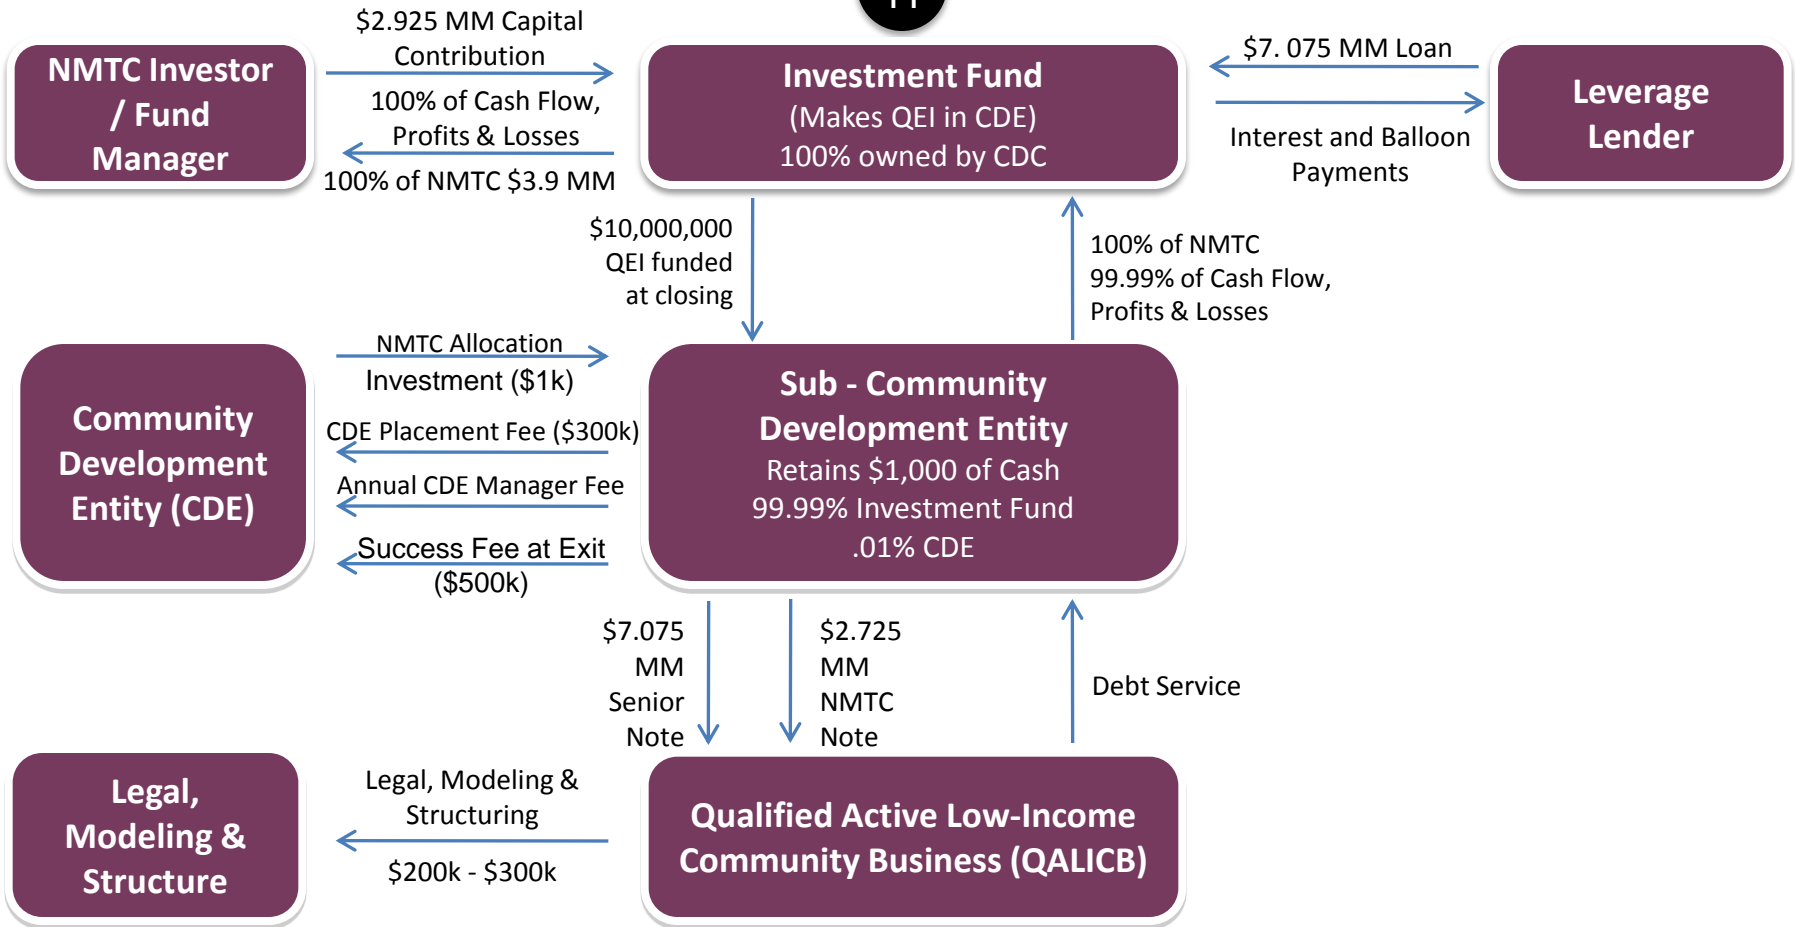 $2.925 MM Capital
Contribution
NMTC Investor
/ Fund
Manager
100% of Cash Flow,
Profits & Losses
100% of NMTC $3.9 MM
Investment Fund
(Makes QEI in CDE)
100% owned by CDC
$7. 075 MM Loan
Interest and Balloon
Payments
Leverage
Lender
$10,000,000
QEI funded
at closing
100% of NMTC
99.99% of Cash Flow,
Profits & Losses
Community
Development
Entity (CDE)
NMTC Allocation
Investment ($1k)
CDE Placement Fee ($300k)
Annual CDE Manager Fee
Success Fee at Exit
($500k)
Sub - Community
Development Entity
Retains $1,000 of Cash
99.99% Investment Fund
.01% CDE
$7.075
MM
Senior
Note
$2.725
MM
NMTC
Note
Debt Service
Legal,
Modeling &
Structure
Legal, Modeling &
Structuring
$200k - $300k
Qualified Active Low-Income
Community Business (QALICB)